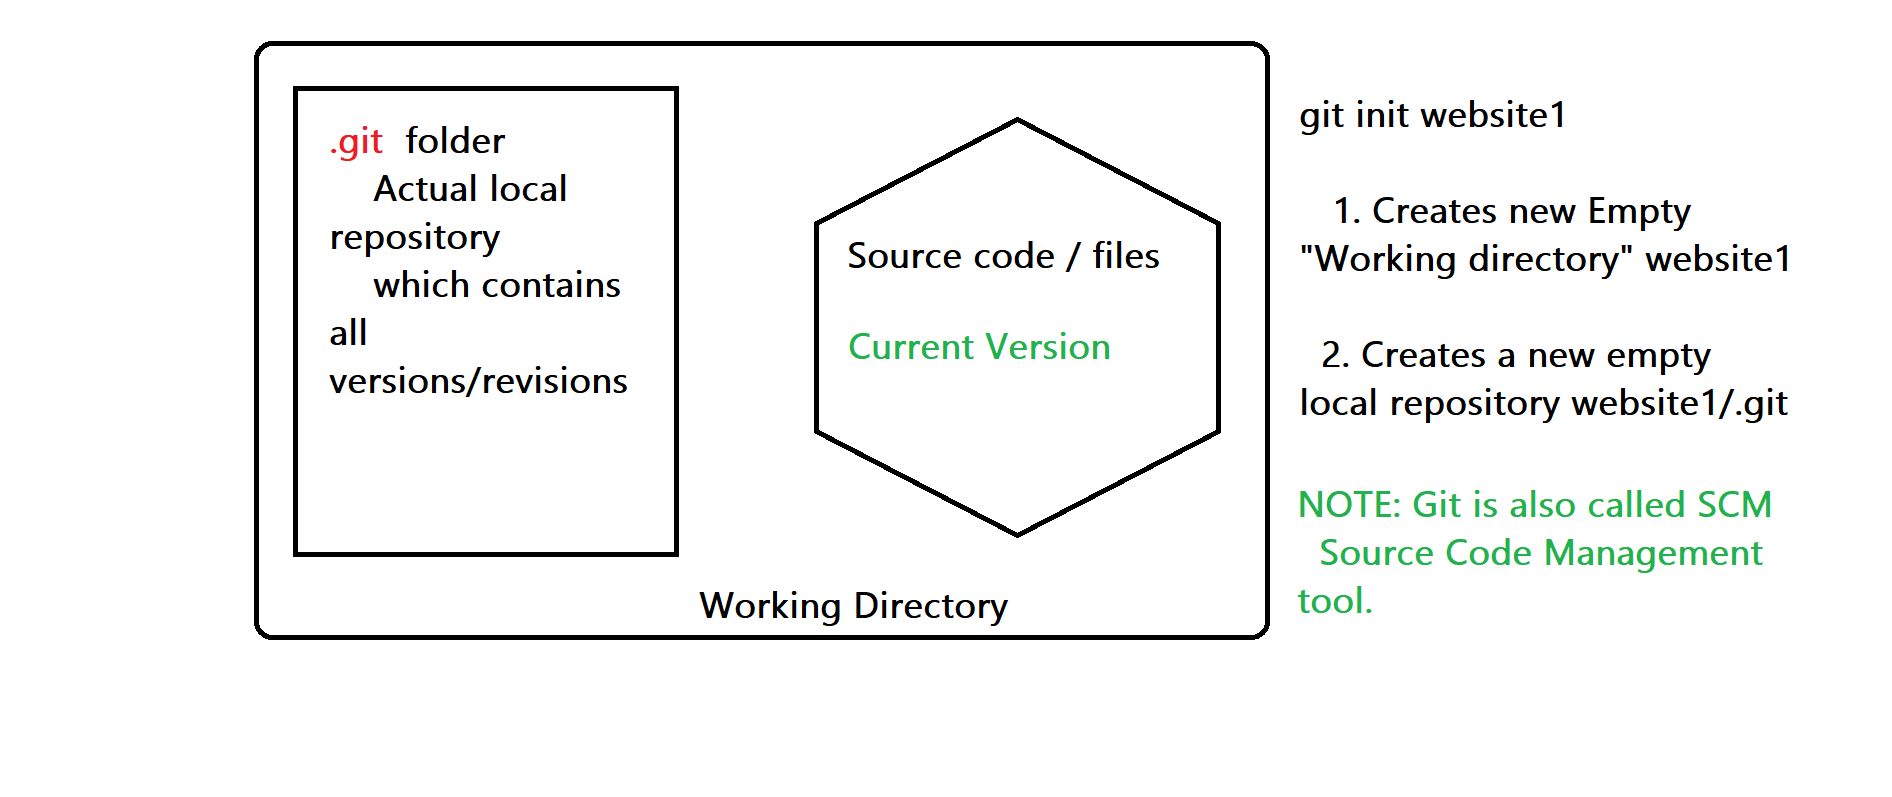 .git folder
Actual local
repository
which contains
all
versions/revisions
Source code / files
Current Version
Working Directory
git init website1
1. Creates new Empty
"Working directory" website1
2. Creates a new empty
local repository website1/.git
NOTE: Git is also called SCM
Source Code Management
tool.